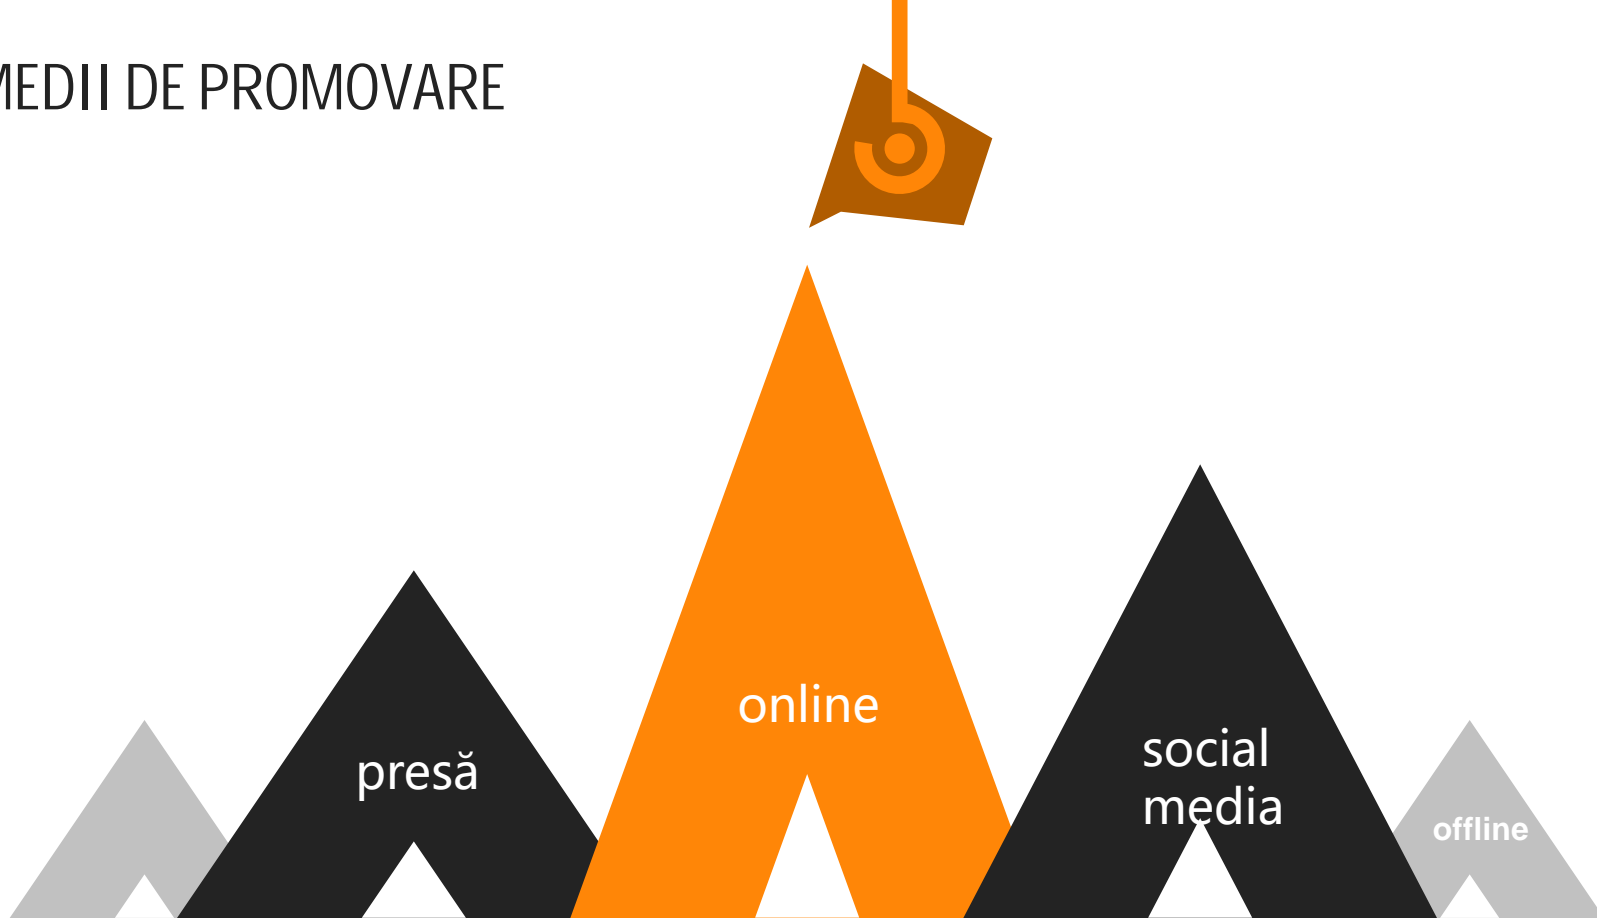 MEDII DE PROMOVARE
online
presă
social
media
offline